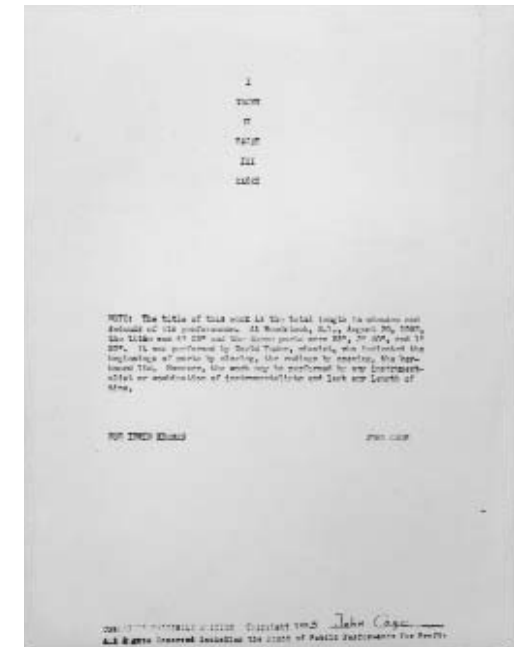 I
TACET
II
TACET
III
TACET
NOTE: The title of this work is the total length in minutes and
seconds of its performance. At Woodstock, N.Y., August
the title was 4' 33" and the three parts were 33", 2' 40", and 1'
20". It was performed by David Tudor, pianist, who indicated the
beginnings of parts by closing, the endings by opening, the key-
board lid. However, the work may be performed by any instrument-
alist or combination of instrumentalists and last any length of
time.
FOR IRWIN KREMEN JOHN CAGE
Copyright John Cage
All Rights Reserved Including the Right of Public Performance for Profit